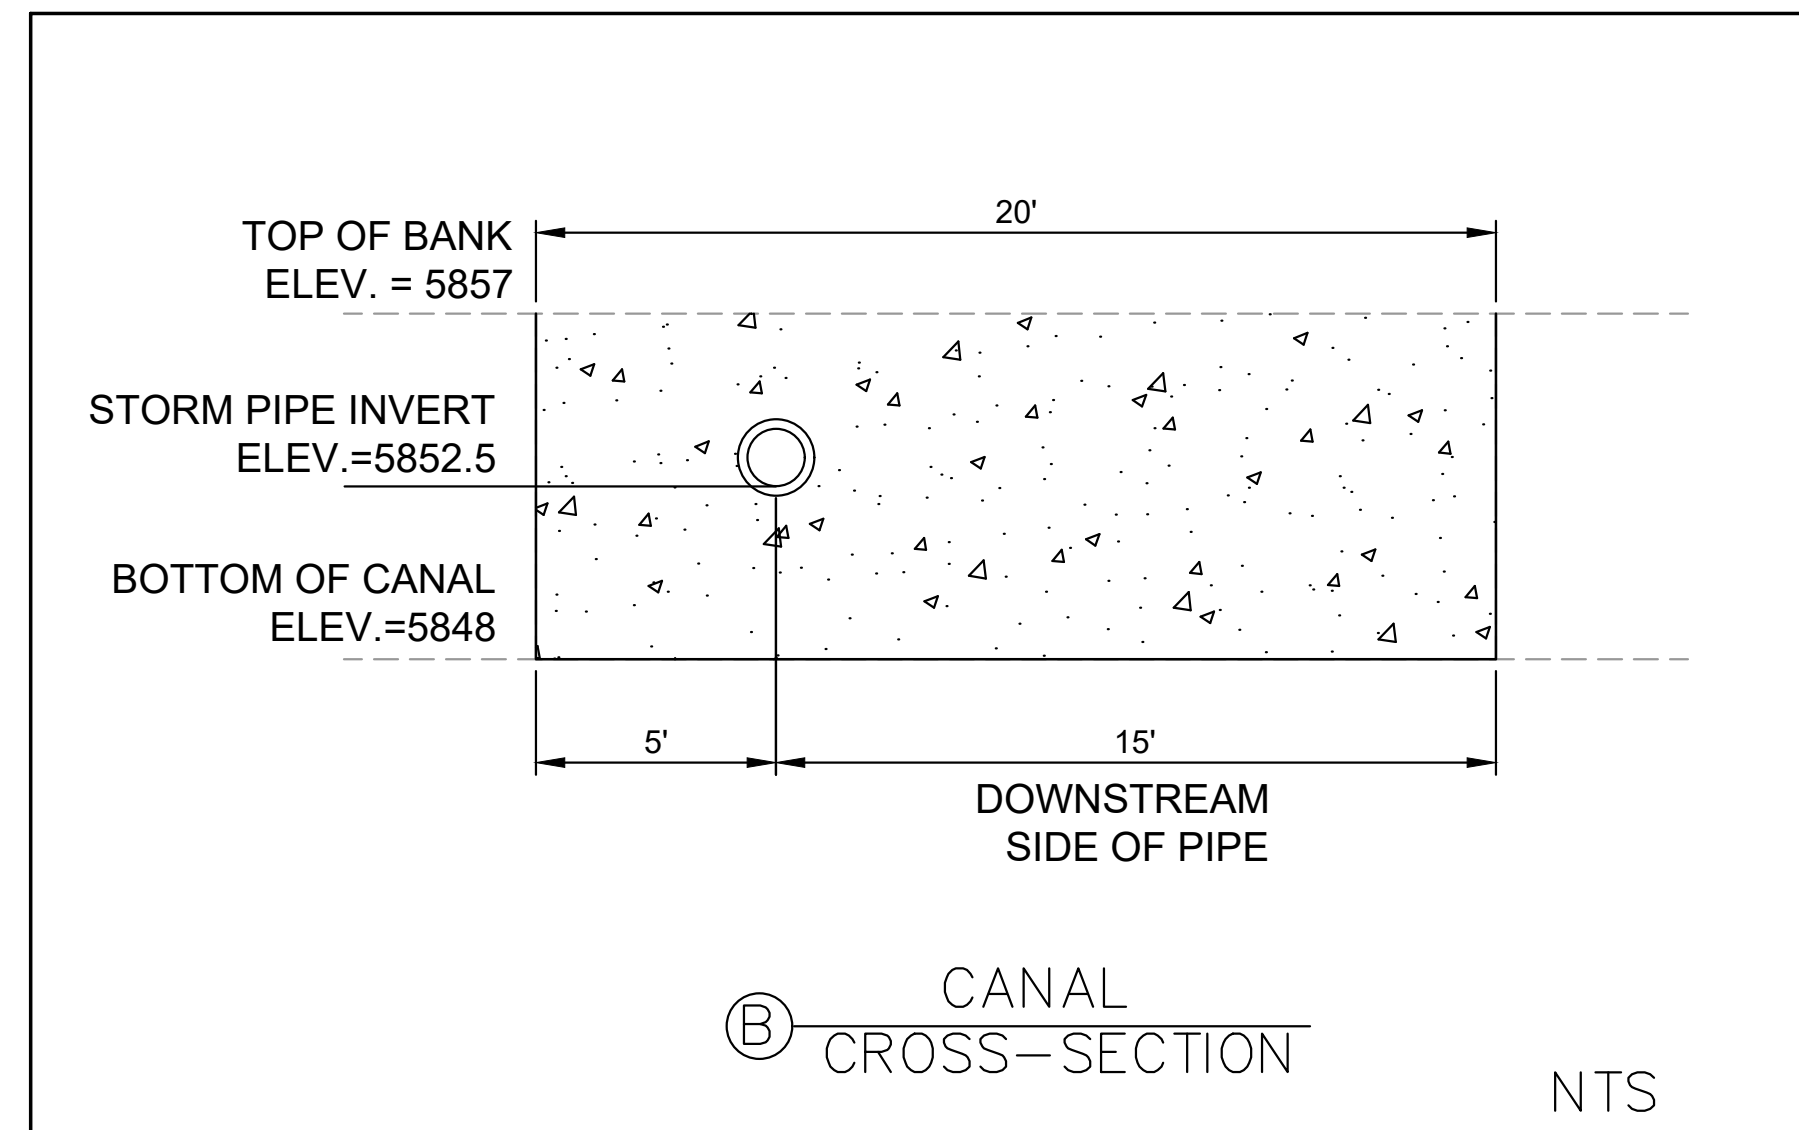 20'
TOP OF BANK
ELEV. = 5857
STORM PIPE INVERT
ELEV.=5852.5
BOTTOM OF CANAL
ELEV.=5848
5'
15'
DOWNSTREAM
SIDE OF PIPE
B
CANAL
CROSS-SECTION
NTS